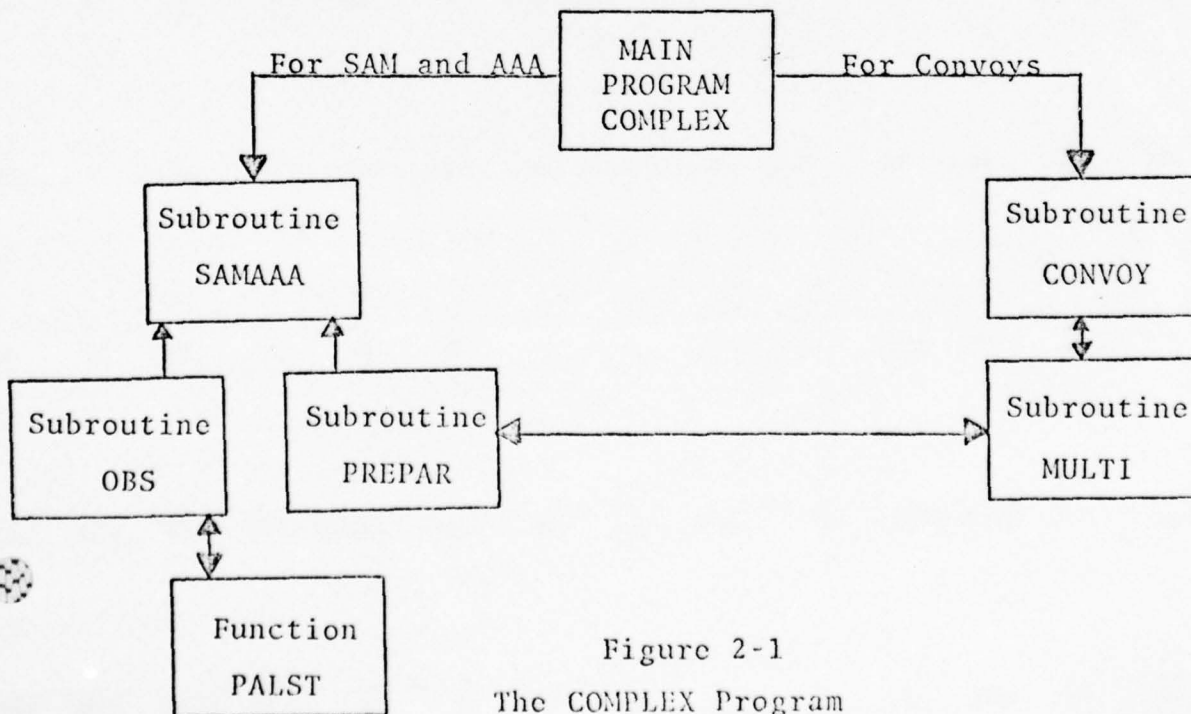 MAIN
PROGRAM
COMPLEX
For SAM and AAA
For Convoys
Subroutine
SAMAAA
Subroutine
CONVOY
Subroutine
OBS
Subroutine
PREPAR
Subroutine
MULTI
Function
PALST
Figure 2-1
The COMPLEX Program